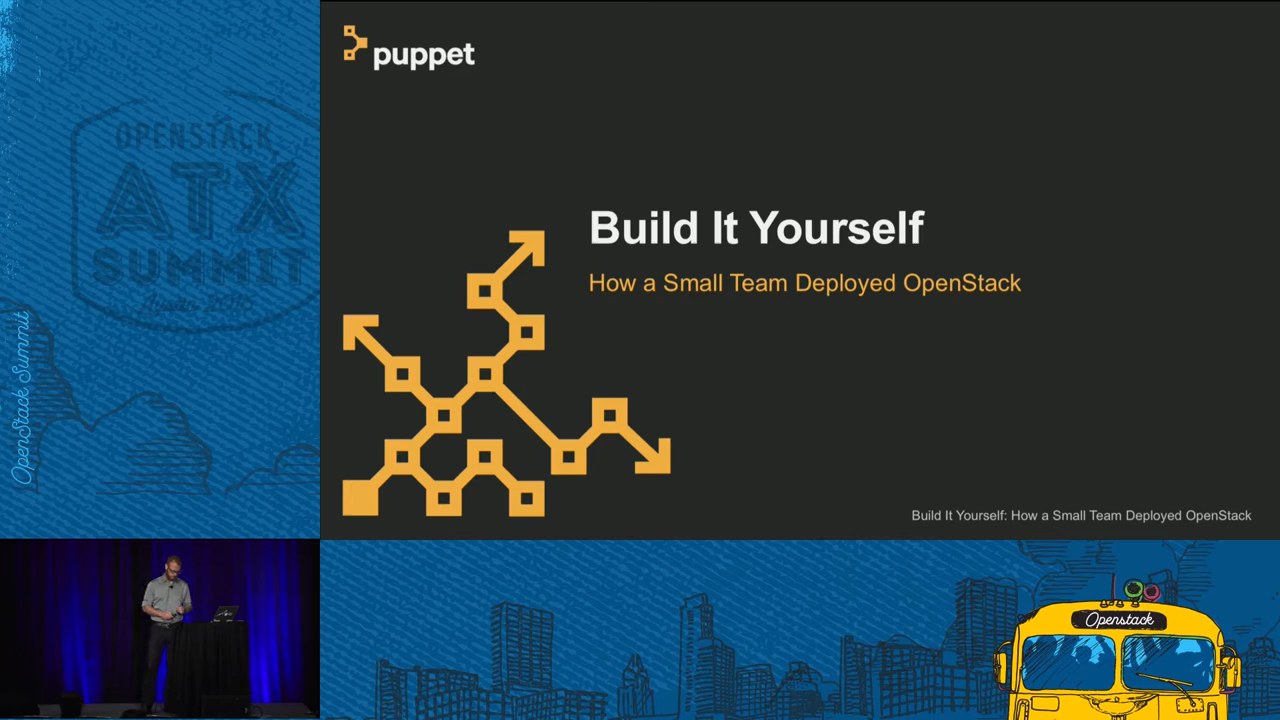 OPENSTACK
ATX
SUMMIT
OpenStack Summit
puppet
Build It Yourself
How a Small Team Deployed OpenStack
Build It Yourself: How a Small Team Deployed OpenStack
Openstack